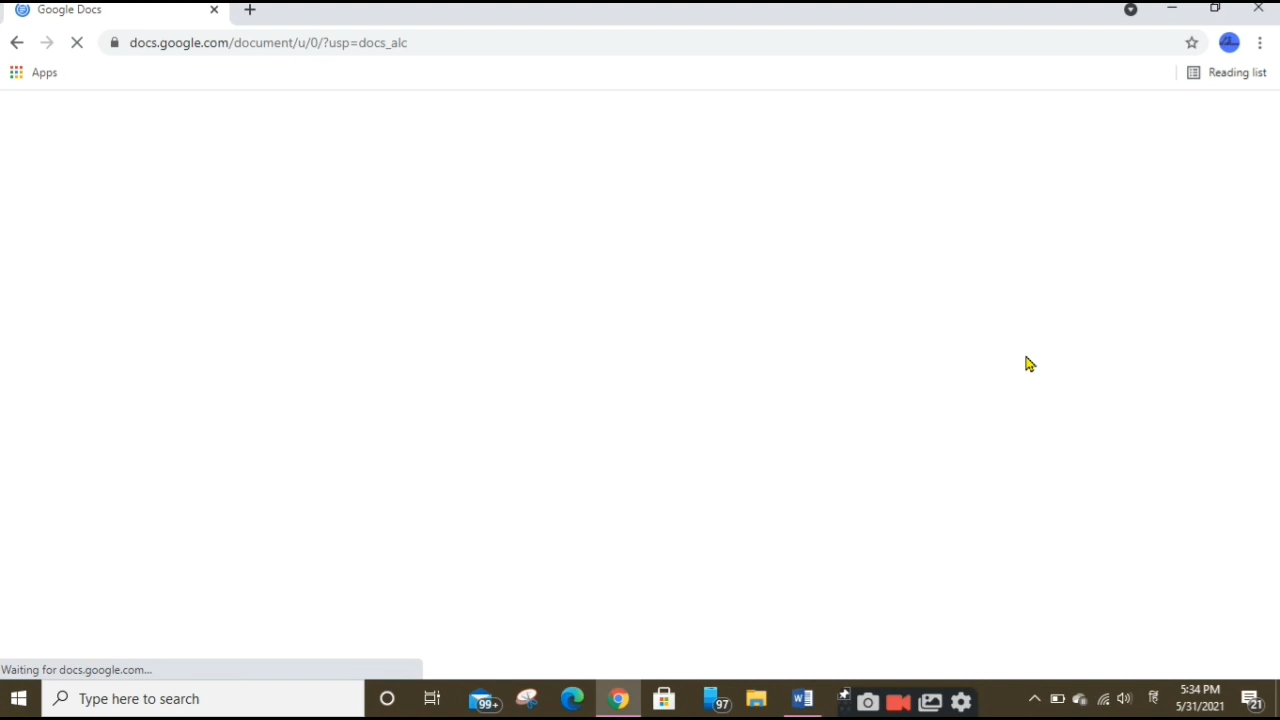 Google Docs
docs.google.com/document/u/0/?usp=docs_alc
Apps
Reading list
Waiting for docs.google.com...
Type here to search
99+
97
हि
5:34 PM
5/31/2021
21